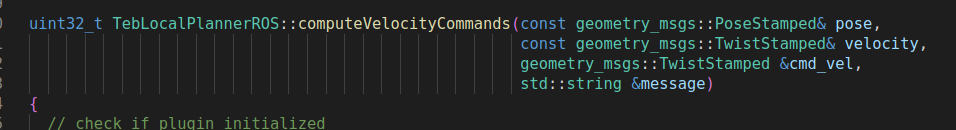 uint32_t TebLocalPlannerROS::computeVelocityCommands(const geometry_msgs::PoseStamped& pose,
const geometry_msgs::TwistStamped& velocity,
geometry_msgs::TwistStamped &cmd_vel,
std::string &message)
{
// check if plugin initialized